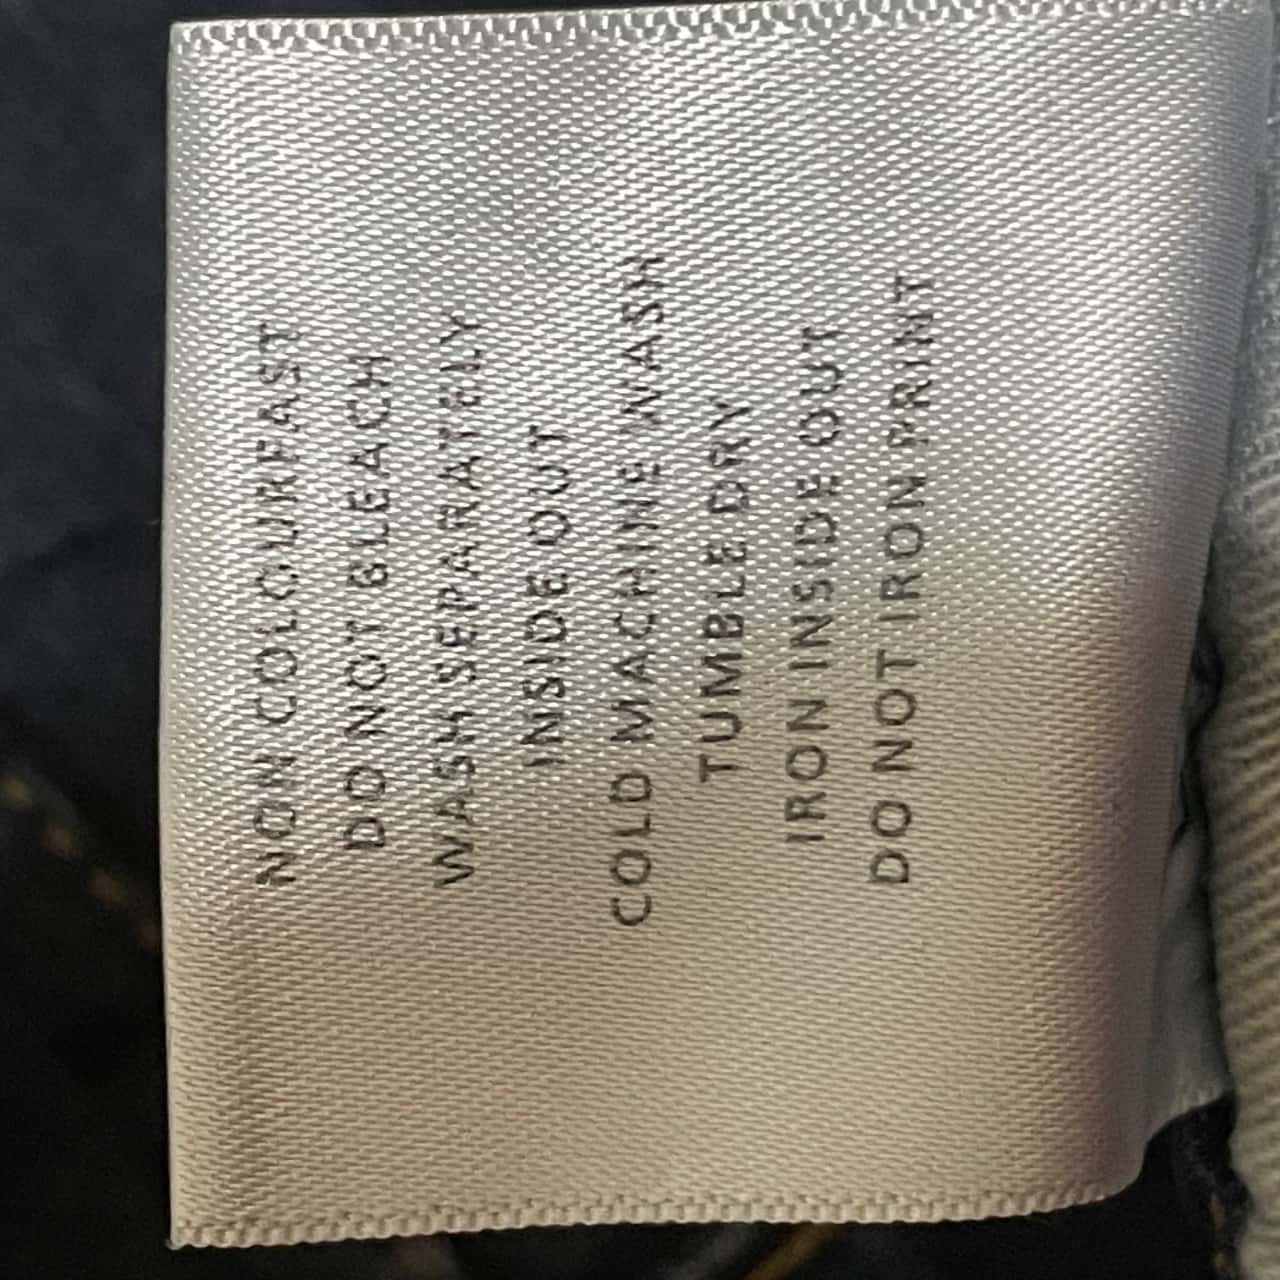 NON COLOURFAST
DO NOT BLEACH
WASH SEPARATELY
INSIDE OUT
COLD MACHINE WASH
TUMBLE DRY
IRON INSIDE OUT
DO NOT IRON PRINT